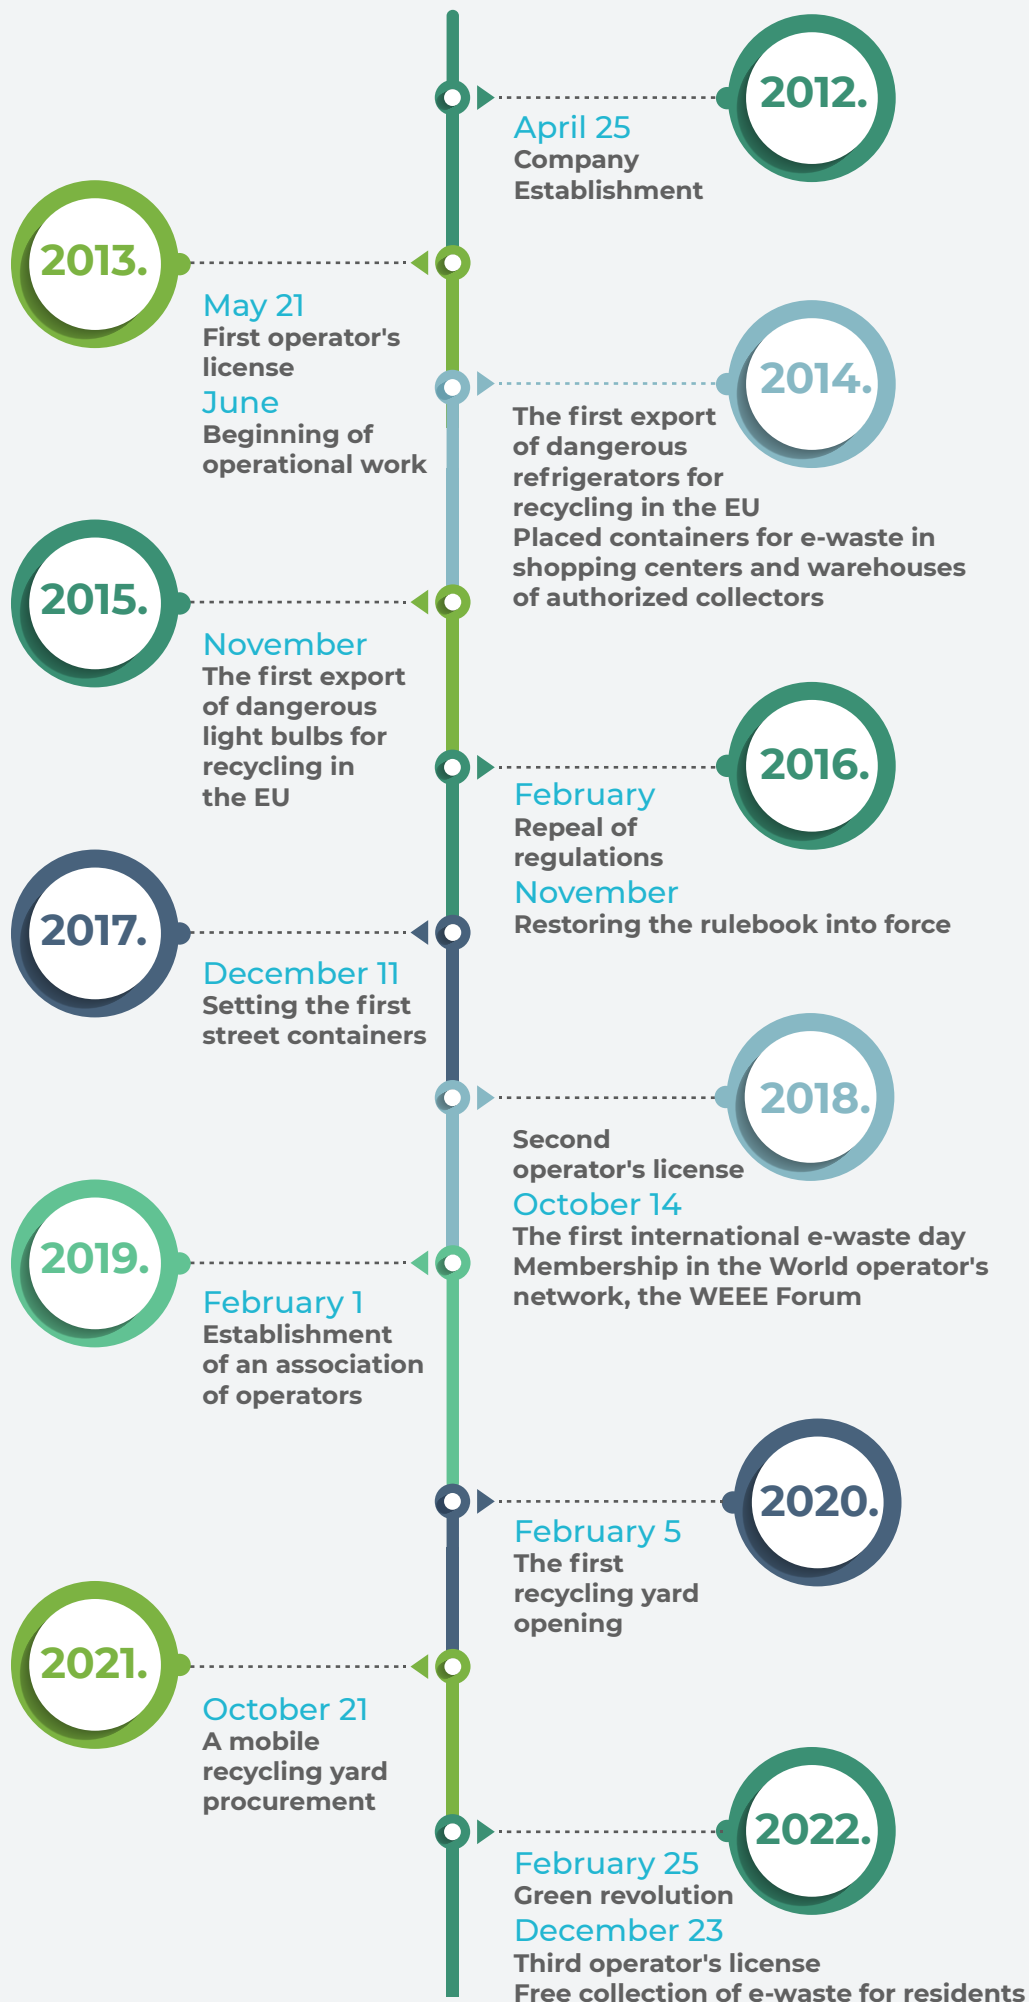 2012.
April 25
Company
Establishment
2013.
May 21
First operator's
license
June
Beginning of
operational work
2014.
The first export
of dangerous
refrigerators for
recycling in the EU
Placed containers for e-waste in
shopping centers and warehouses
of authorized collectors
2015.
November
The first export
of dangerous
light bulbs for
recycling in
the EU
2016.
February
Repeal of
regulations
November
Restoring the rulebook into force
2017.
December 11
Setting the first
street containers
2018.
Second
operator's license
October 14
The first international e-waste day
Membership in the World operator's
network, the WEEE Forum
2019.
February 1
Establishment
of an association
of operators
2020.
February 5
The first
recycling yard
opening
2021.
October 21
A mobile
recycling yard
procurement
2022.
February 25
Green revolution
December 23
Third operator's license
Free collection of e-waste for residents